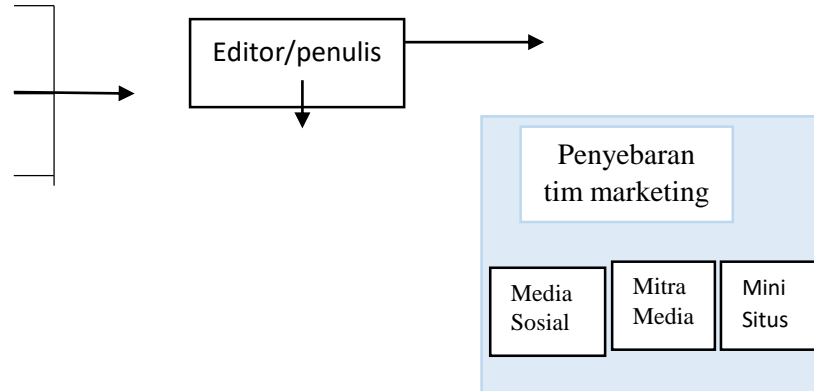 Editor/penulis
Penyebaran
tim marketing
Media
Sosial
Mitra
Media
Mini
Situs